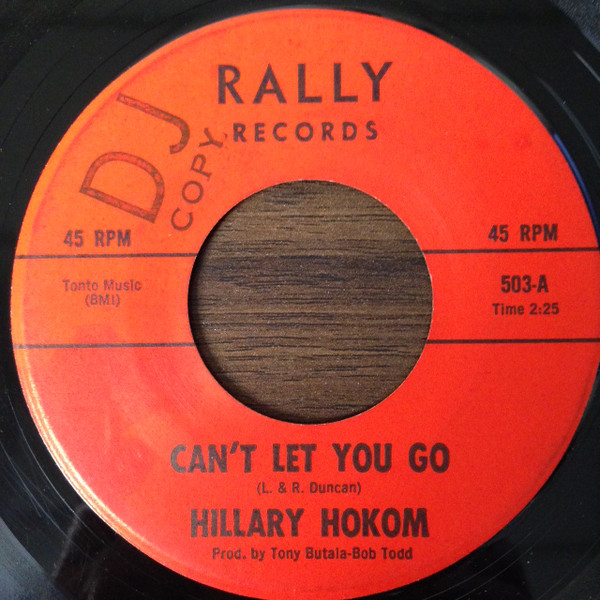 RALLY
RECORDS
DJ
COPY
45 RPM
45 RPM
Tonto Music
(BMI)
503-A
Time 2:25
CAN'T LET YOU GO
(L. & R. Duncan)
HILLARY HOKOM
Prod. by Tony Butala-Bob Todd